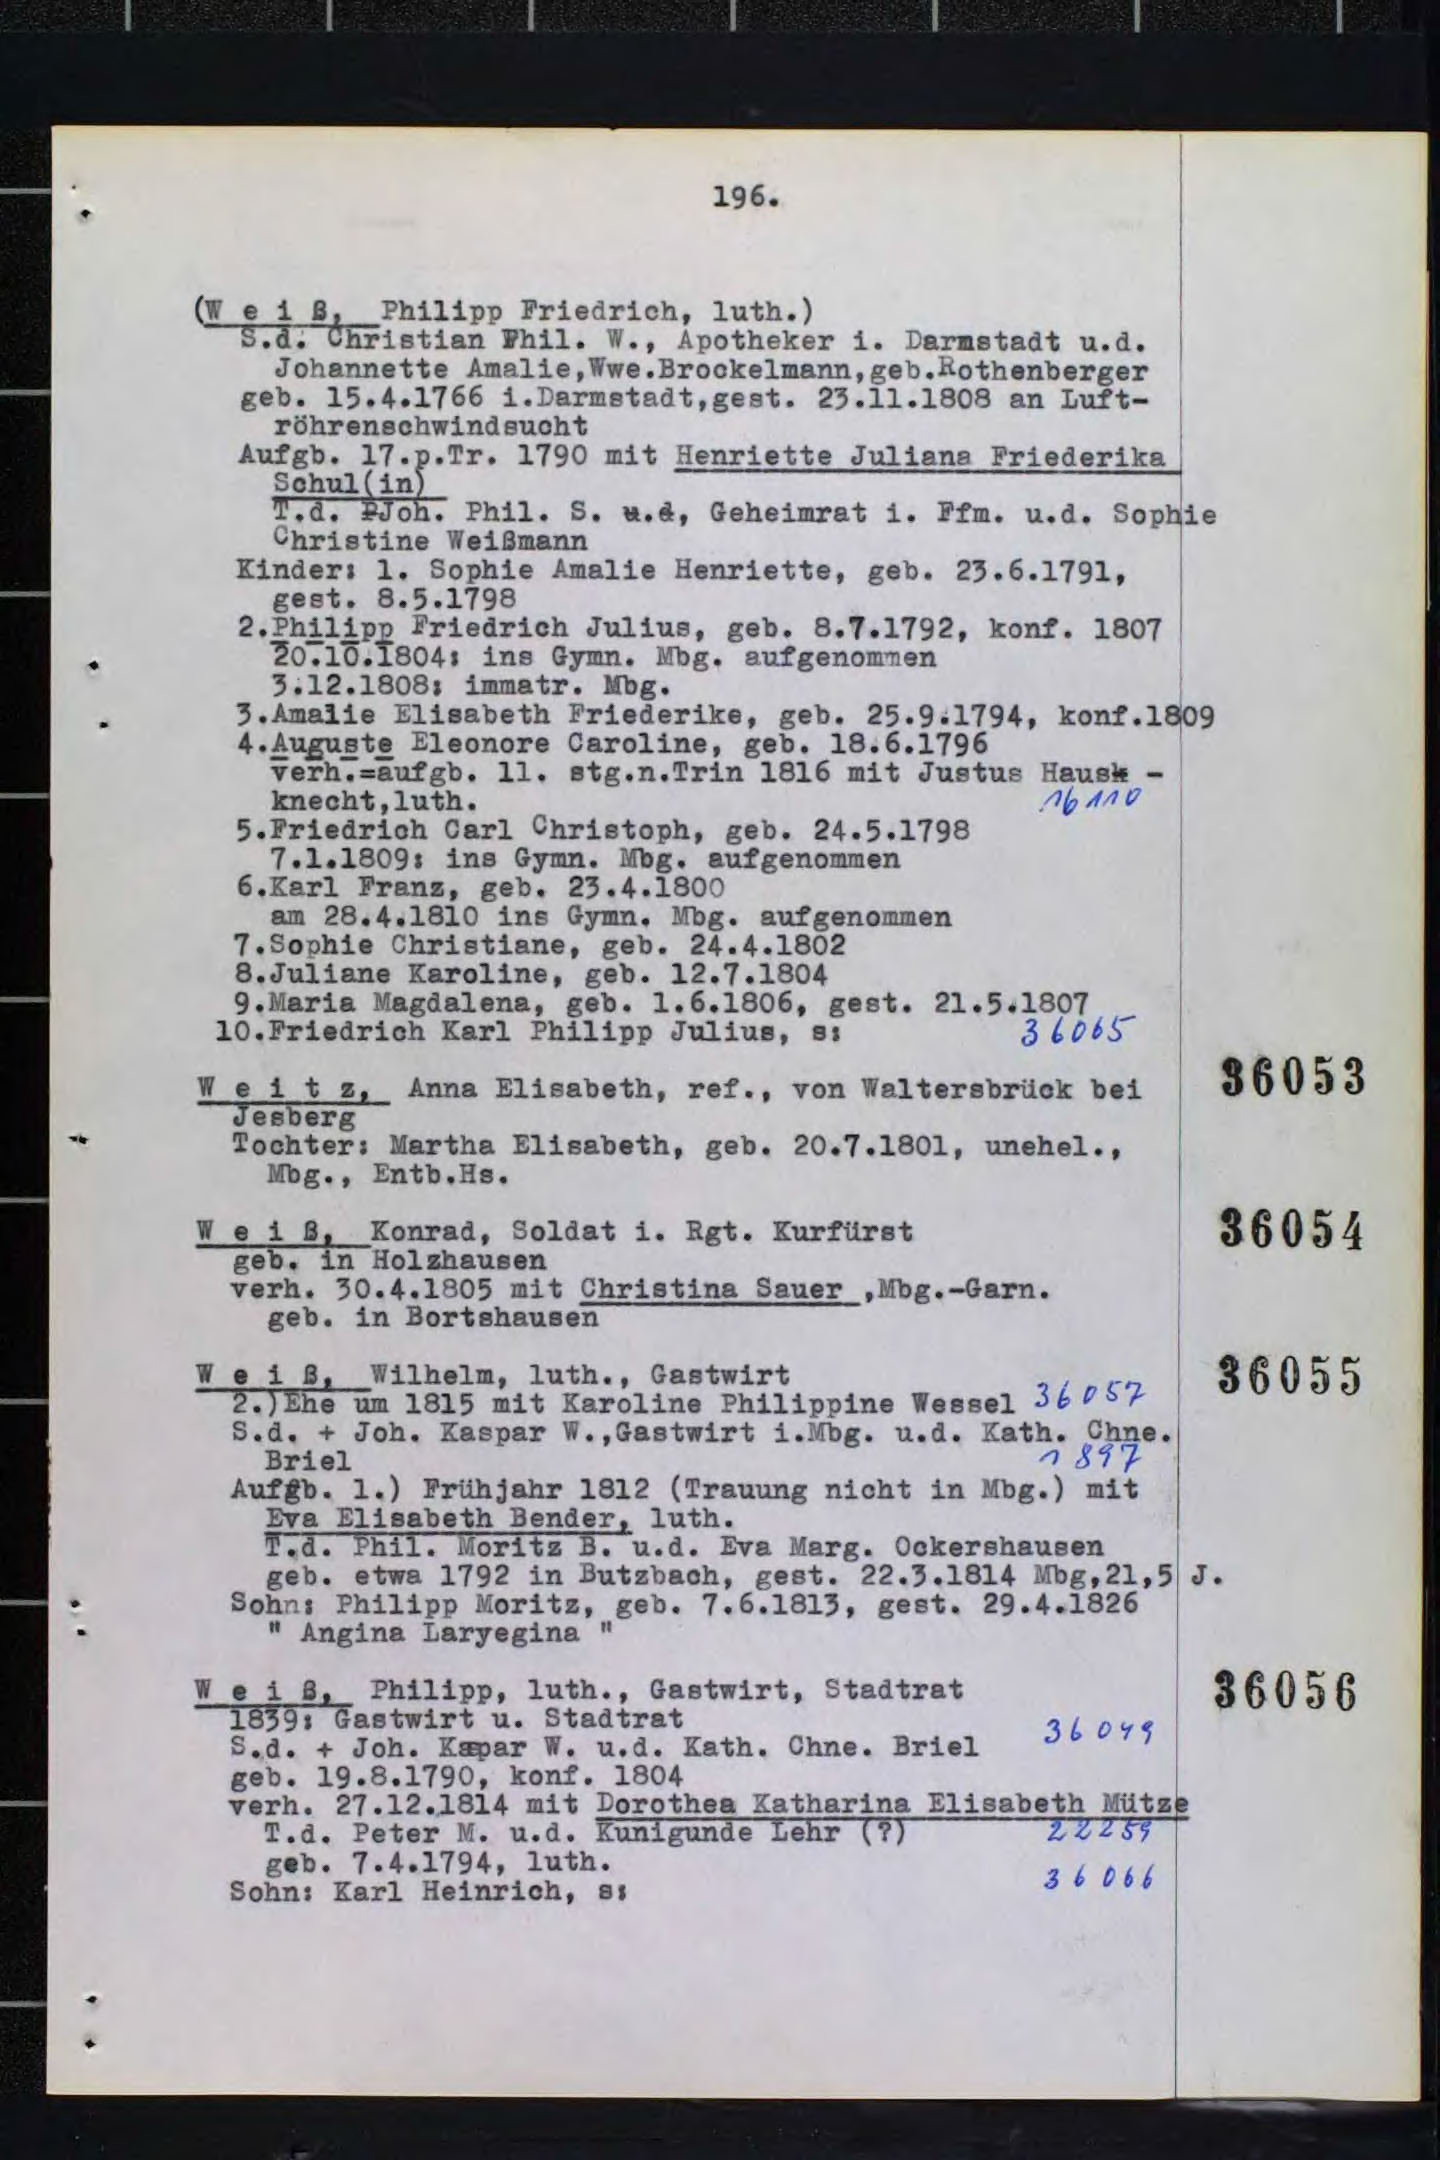 196.
(W e i ß, Philipp Friedrich, luth.)
S.d. Christian Phil. W., Apotheker i. Darmstadt u.d.
Johannette Amalie,Wwe.Brockelmann,geb.Rothenberger
geb. 15.4.1766 i.Darmstadt,gest. 23.11.1808 an Luft-
röhrenschwindsucht
Aufgb. 17.p.Tr. 1790 mit Henriette Juliana Friederika
Schul(in)
T.d. PJoh. Phil. S. u.d, Geheimrat i. Ffm. u.d. Sophie
Christine Weißmann
Kinder: 1. Sophie Amalie Henriette, geb. 23.6.1791,
gest. 8.5.1798
2.Philipp Friedrich Julius, geb. 8.7.1792, konf. 1807
20.10.1804: ins Gymn. Mbg. aufgenommen
3.12.1808: immatr. Mbg.
3.Amalie Elisabeth Friederike, geb. 25.9.1794, konf.1809
4.Auguste Eleonore Caroline, geb. 18.6.1796
verh.=aufgb. 11. stg.n.Trin 1816 mit Justus Hausk -
knecht,luth. 16110
5.Friedrich Carl Christoph, geb. 24.5.1798
7.1.1809: ins Gymn. Mbg. aufgenommen
6.Karl Franz, geb. 23.4.1800
am 28.4.1810 ins Gymn. Mbg. aufgenommen
7.Sophie Christiane, geb. 24.4.1802
8.Juliane Karoline, geb. 12.7.1804
9.Maria Magdalena, geb. 1.6.1806, gest. 21.5.1807
10.Friedrich Karl Philipp Julius, s: 36065
W e i t z, Anna Elisabeth, ref., von Waltersbrück bei 36053
Jesberg
Tochter: Martha Elisabeth, geb. 20.7.1801, unehel.,
Mbg., Entb.Hs.
W e i ß, Konrad, Soldat i. Rgt. Kurfürst 36054
geb. in Holzhausen
verh. 30.4.1805 mit Christina Sauer ,Mbg.-Garn.
geb. in Bortshausen
W e i ß, Wilhelm, luth., Gastwirt 36055
2.)Ehe um 1815 mit Karoline Philippine Wessel 36057
S.d. + Joh. Kaspar W.,Gastwirt i.Mbg. u.d. Kath. Chne.
Briel 1897
Aufgb. 1.) Frühjahr 1812 (Trauung nicht in Mbg.) mit
Eva Elisabeth Bender, luth.
T.d. Phil. Moritz B. u.d. Eva Marg. Ockershausen
geb. etwa 1792 in Butzbach, gest. 22.3.1814 Mbg,21,5 J.
Sohn: Philipp Moritz, geb. 7.6.1813, gest. 29.4.1826
" Angina Laryegina "
W e i ß, Philipp, luth., Gastwirt, Stadtrat 36056
1839: Gastwirt u. Stadtrat
S.d. + Joh. Kaspar W. u.d. Kath. Chne. Briel 36049
geb. 19.8.1790, konf. 1804
verh. 27.12.1814 mit Dorothea Katharina Elisabeth Mütze
T.d. Peter M. u.d. Kunigunde Lehr (?) 22259
geb. 7.4.1794, luth.
Sohn: Karl Heinrich, s: 36066